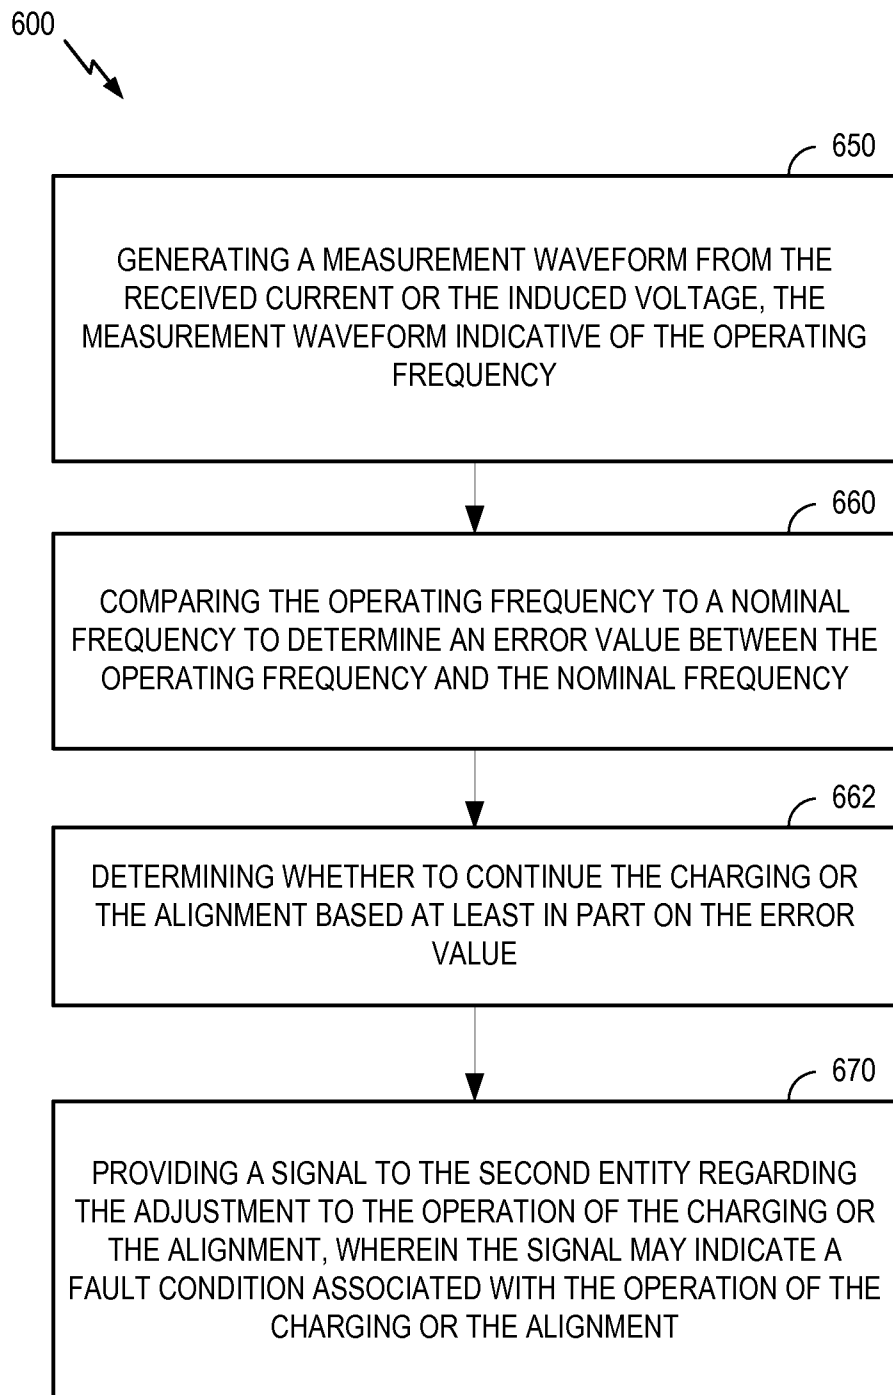 600
650
GENERATING A MEASUREMENT WAVEFORM FROM THE
RECEIVED CURRENT OR THE INDUCED VOLTAGE, THE
MEASUREMENT WAVEFORM INDICATIVE OF THE OPERATING
FREQUENCY
660
COMPARING THE OPERATING FREQUENCY TO A NOMINAL
FREQUENCY TO DETERMINE AN ERROR VALUE BETWEEN THE
OPERATING FREQUENCY AND THE NOMINAL FREQUENCY
662
DETERMINING WHETHER TO CONTINUE THE CHARGING OR
THE ALIGNMENT BASED AT LEAST IN PART ON THE ERROR
VALUE
670
PROVIDING A SIGNAL TO THE SECOND ENTITY REGARDING
THE ADJUSTMENT TO THE OPERATION OF THE CHARGING OR
THE ALIGNMENT, WHEREIN THE SIGNAL MAY INDICATE A
FAULT CONDITION ASSOCIATED WITH THE OPERATION OF THE
CHARGING OR THE ALIGNMENT